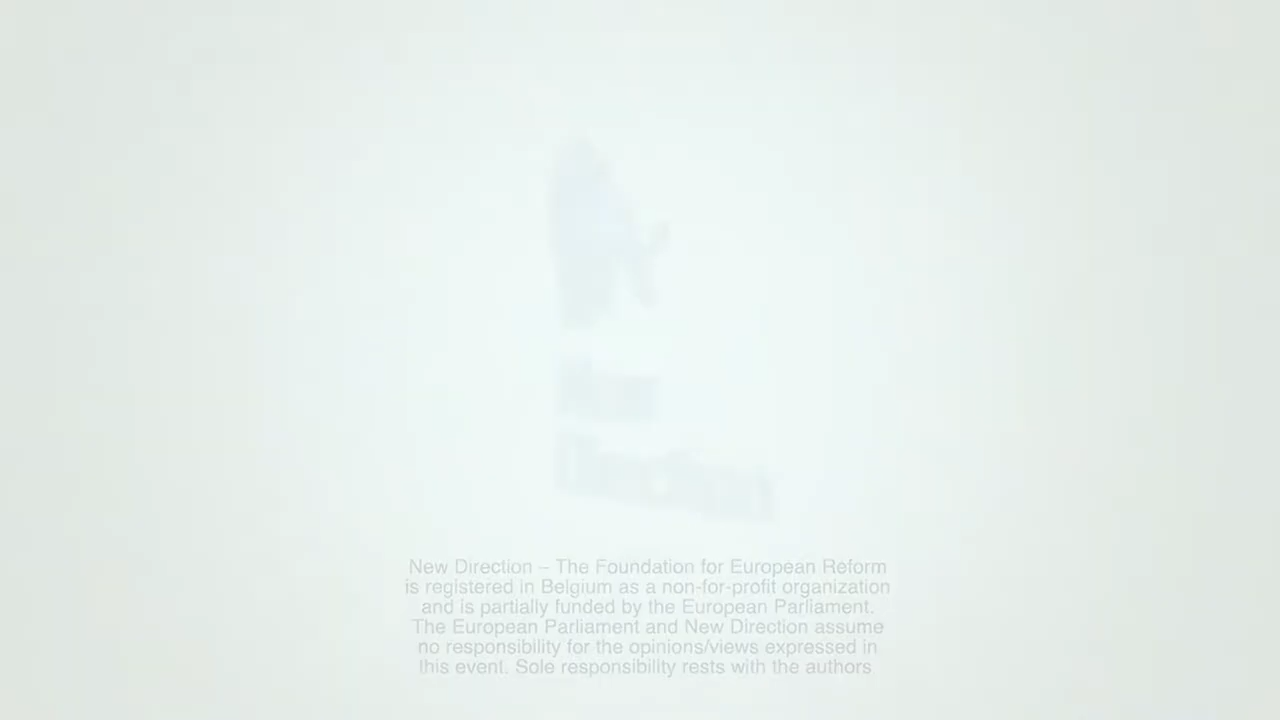 New Direction – The Foundation for European Reform
is registered in Belgium as a non-for-profit organization
and is partially funded by the European Parliament.
The European Parliament and New Direction assume
no responsibility for the opinions/views expressed in
this event. Sole responsibility rests with the authors